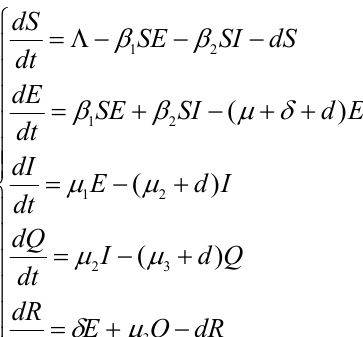 dS/dt = Λ − β₁SE − β₂SI − dS
dE/dt = β₁SE + β₂SI − (μ + δ + d)E
dI/dt = μ₁E − (μ₂ + d)I
dQ/dt = μ₂I − (μ₃ + d)Q
dR = δE + μ₃Q − dR